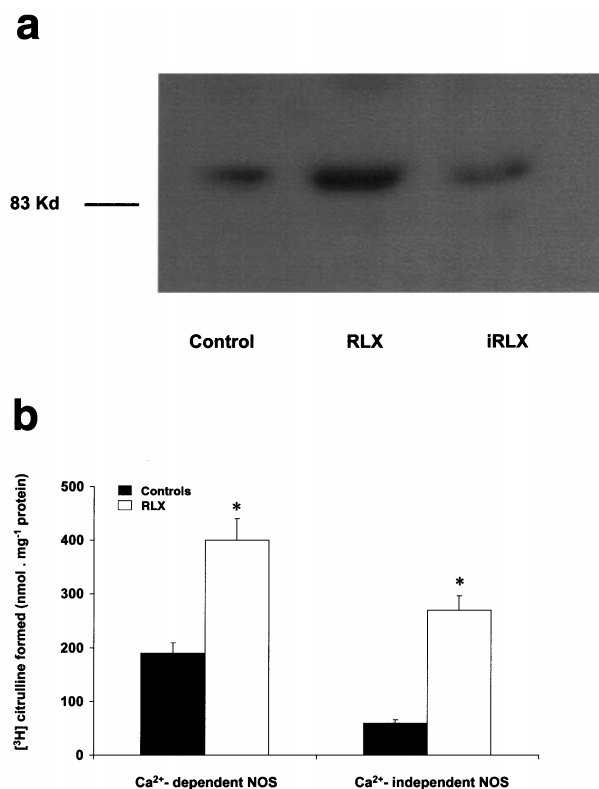 a
83 Kd
Control RLX iRLX
b
[³H] citrulline formed (nmol . mg⁻¹ protein)
500
400
300
200
100
0
Controls
RLX
*
*
Ca²⁺- dependent NOS
Ca²⁺- independent NOS